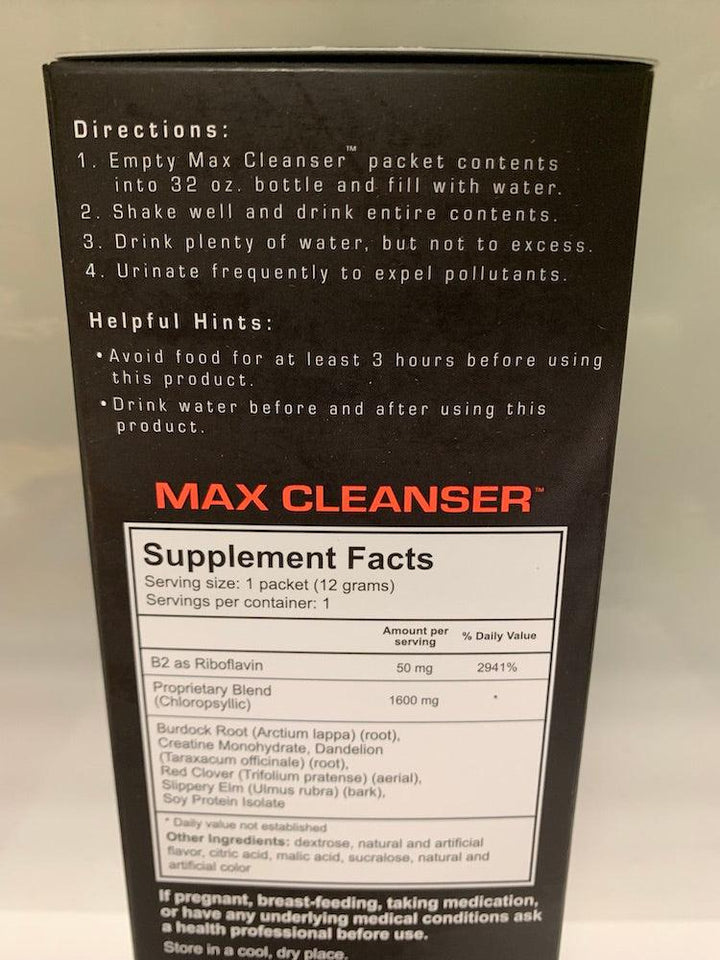 Directions:
1. Empty Max Cleanser™ packet contents
into 32 oz. bottle and fill with water.
2. Shake well and drink entire contents.
3. Drink plenty of water, but not to excess.
4. Urinate frequently to expel pollutants.
Helpful Hints:
•Avoid food for at least 3 hours before using
this product.
•Drink water before and after using this
product.
MAX CLEANSER™
Supplement Facts
Serving size: 1 packet (12 grams)
Servings per container: 1
Amount per serving % Daily Value
B2 as Riboflavin 50 mg 2941%
Proprietary Blend
(Chloropsyllic) 1600 mg *
Burdock Root (Arctium lappa) (root),
Creatine Monohydrate, Dandelion
(Taraxacum officinale) (root),
Red Clover (Trifolium pratense) (aerial),
Slippery Elm (Ulmus rubra) (bark),
Soy Protein Isolate
* Daily value not established
Other Ingredients: dextrose, natural and artificial
flavor, citric acid, malic acid, sucralose, natural and
artificial color
If pregnant, breast-feeding, taking medication,
or have any underlying medical conditions ask
a health professional before use.
Store in a cool, dry place.